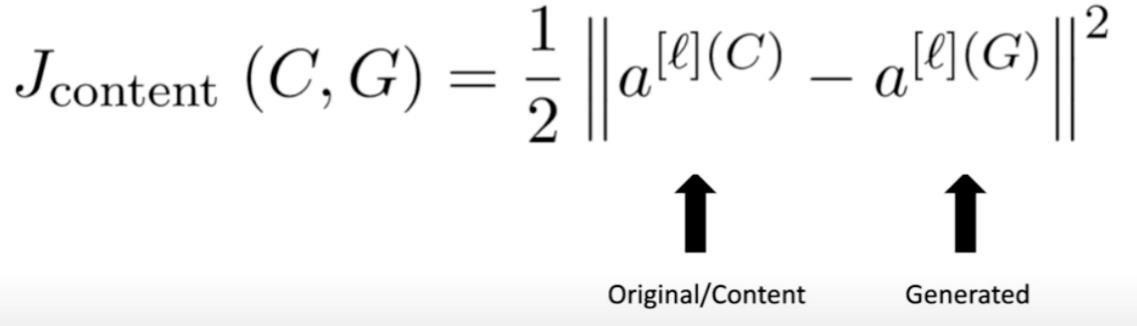 J_content (C, G) = 1/2 ‖a^[ℓ](C) − a^[ℓ](G)‖^2
Original/Content Generated